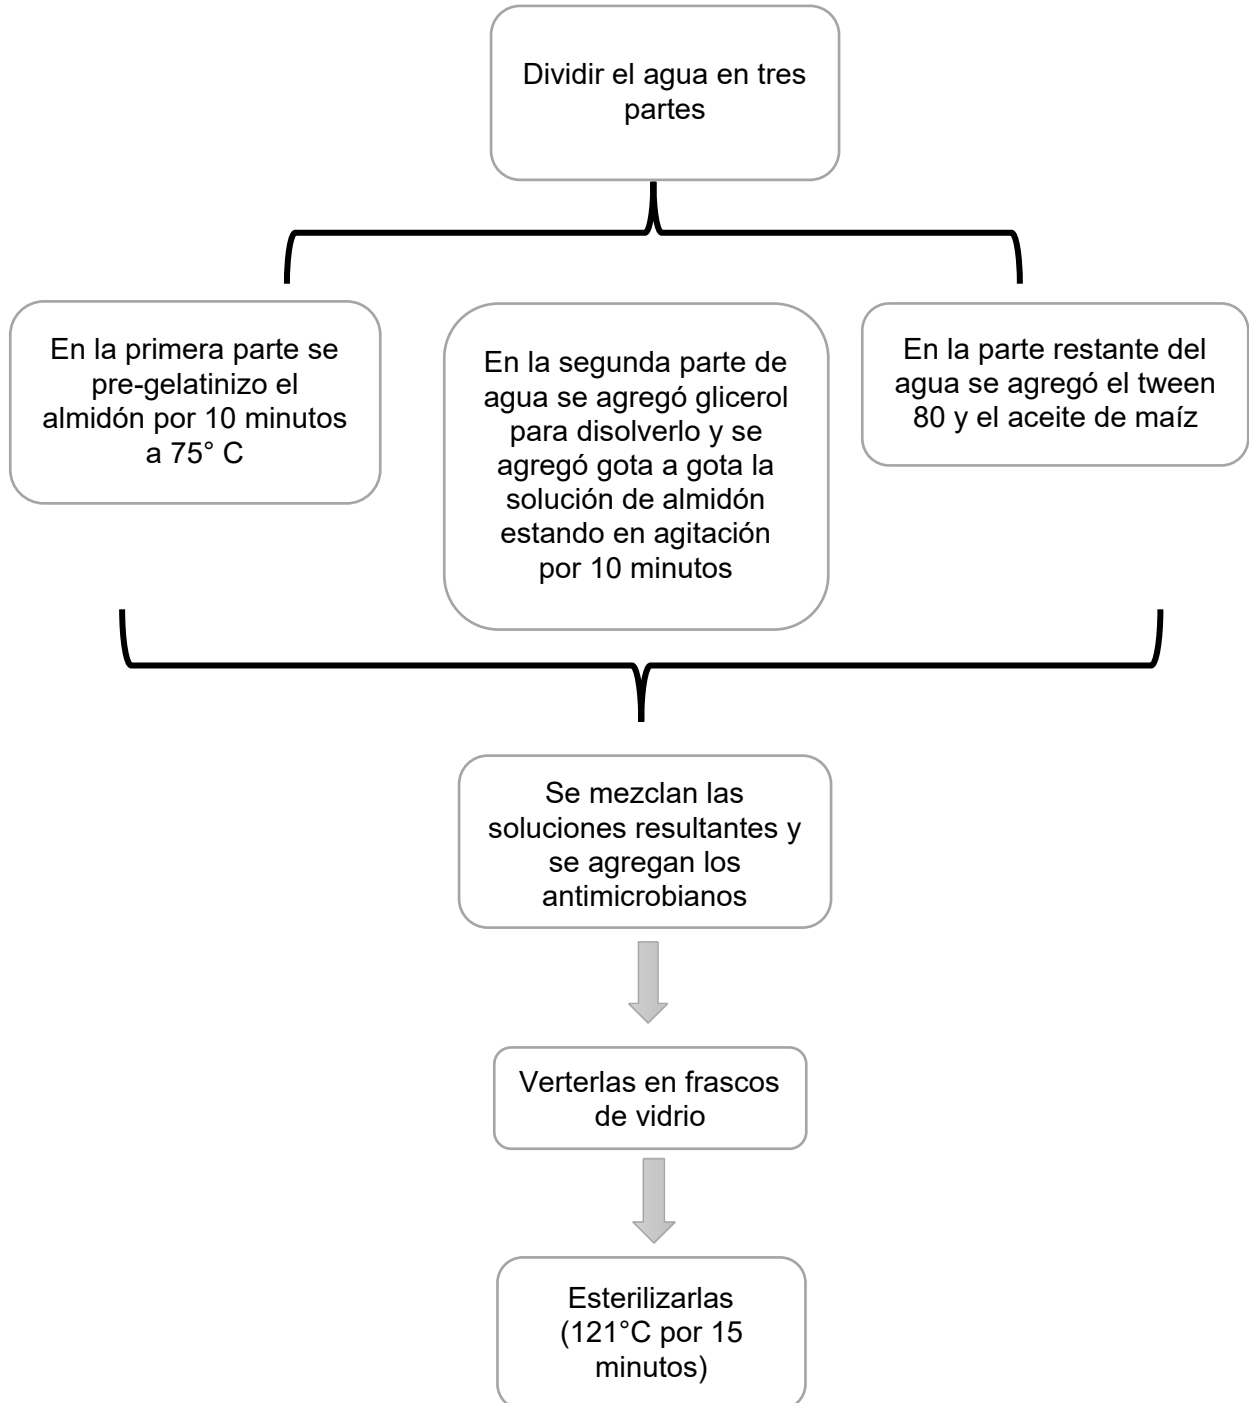 Dividir el agua en tres
partes
En la primera parte se
pre-gelatinizo el
almidón por 10 minutos
a 75° C
En la segunda parte de
agua se agregó glicerol
para disolverlo y se
agregó gota a gota la
solución de almidón
estando en agitación
por 10 minutos
En la parte restante del
agua se agregó el tween
80 y el aceite de maíz
Se mezclan las
soluciones resultantes y
se agregan los
antimicrobianos
Verterlas en frascos
de vidrio
Esterilizarlas
(121°C por 15
minutos)